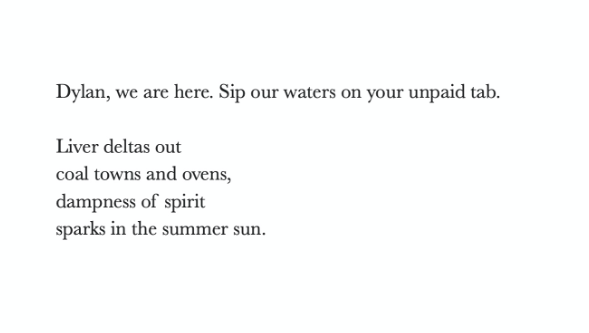 Dylan, we are here. Sip our waters on your unpaid tab.
Liver deltas out
coal towns and ovens,
dampness of spirit
sparks in the summer sun.